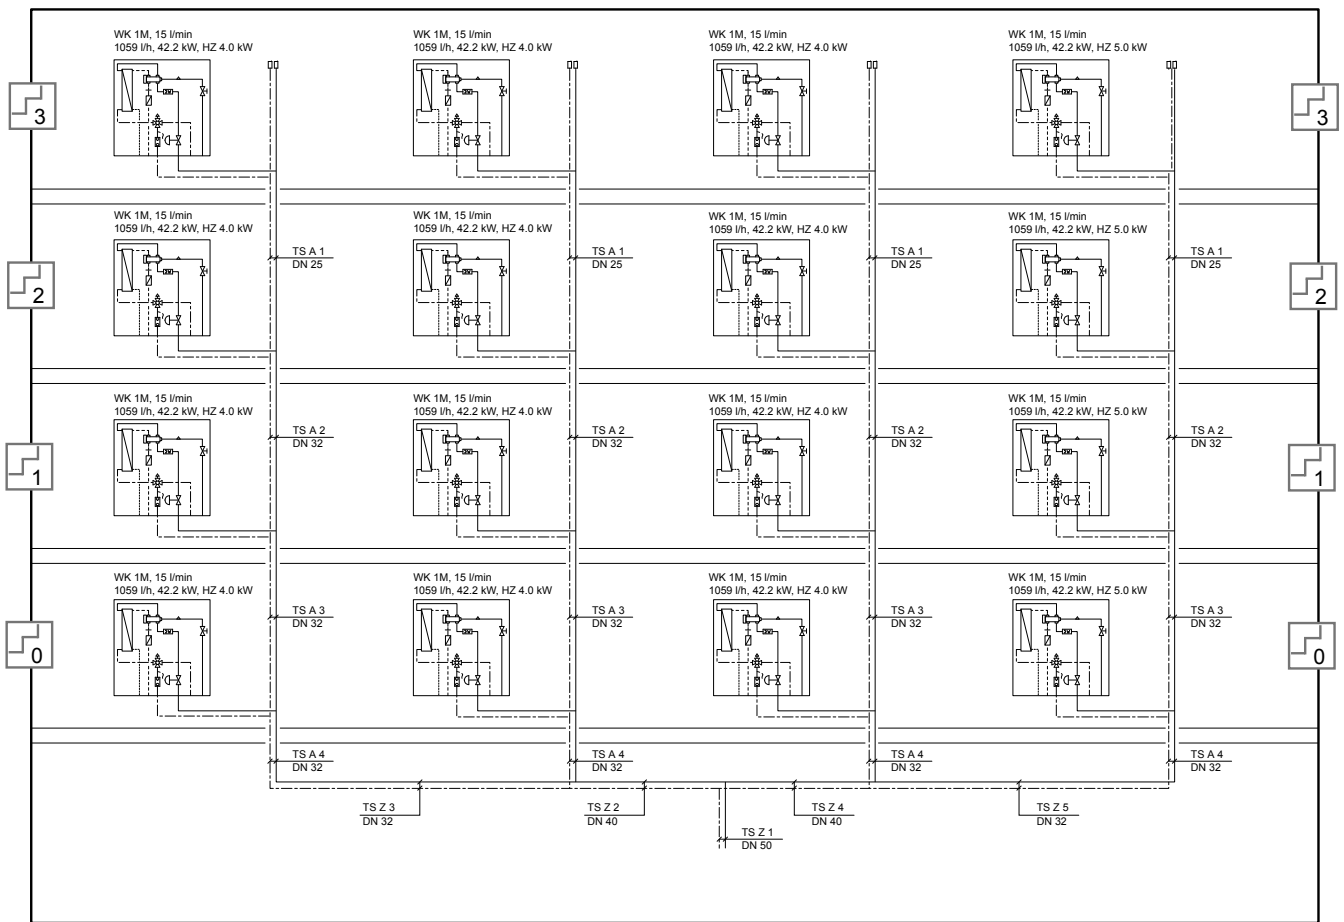 WK 1M, 15 l/min
1059 l/h, 42.2 kW, HZ 4.0 kW
WK 1M, 15 l/min
1059 l/h, 42.2 kW, HZ 4.0 kW
WK 1M, 15 l/min
1059 l/h, 42.2 kW, HZ 4.0 kW
WK 1M, 15 l/min
1059 l/h, 42.2 kW, HZ 5.0 kW
3
3
WK 1M, 15 l/min
1059 l/h, 42.2 kW, HZ 4.0 kW
WK 1M, 15 l/min
1059 l/h, 42.2 kW, HZ 4.0 kW
WK 1M, 15 l/min
1059 l/h, 42.2 kW, HZ 4.0 kW
WK 1M, 15 l/min
1059 l/h, 42.2 kW, HZ 5.0 kW
TS A 1
DN 25
TS A 1
DN 25
TS A 1
DN 25
TS A 1
DN 25
2
2
WK 1M, 15 l/min
1059 l/h, 42.2 kW, HZ 4.0 kW
WK 1M, 15 l/min
1059 l/h, 42.2 kW, HZ 4.0 kW
WK 1M, 15 l/min
1059 l/h, 42.2 kW, HZ 4.0 kW
WK 1M, 15 l/min
1059 l/h, 42.2 kW, HZ 5.0 kW
TS A 2
DN 32
TS A 2
DN 32
TS A 2
DN 32
TS A 2
DN 32
1
1
WK 1M, 15 l/min
1059 l/h, 42.2 kW, HZ 4.0 kW
WK 1M, 15 l/min
1059 l/h, 42.2 kW, HZ 4.0 kW
WK 1M, 15 l/min
1059 l/h, 42.2 kW, HZ 4.0 kW
WK 1M, 15 l/min
1059 l/h, 42.2 kW, HZ 5.0 kW
TS A 3
DN 32
TS A 3
DN 32
TS A 3
DN 32
TS A 3
DN 32
0
0
TS A 4
DN 32
TS A 4
DN 32
TS A 4
DN 32
TS A 4
DN 32
TS Z 3
DN 32
TS Z 2
DN 40
TS Z 4
DN 40
TS Z 5
DN 32
TS Z 1
DN 50